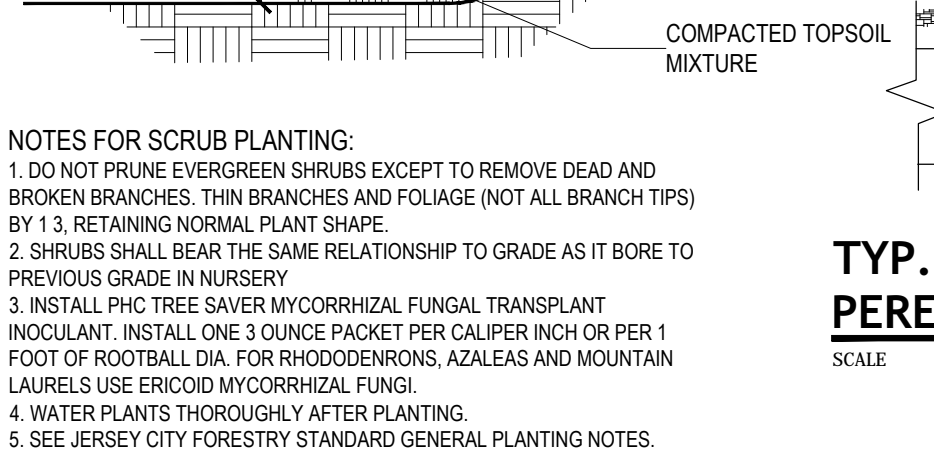 COMPACTED TOPSOIL
MIXTURE
NOTES FOR SCRUB PLANTING:
1. DO NOT PRUNE EVERGREEN SHRUBS EXCEPT TO REMOVE DEAD AND
BROKEN BRANCHES. THIN BRANCHES AND FOLIAGE (NOT ALL BRANCH TIPS)
BY 1 3, RETAINING NORMAL PLANT SHAPE.
2. SHRUBS SHALL BEAR THE SAME RELATIONSHIP TO GRADE AS IT BORE TO
PREVIOUS GRADE IN NURSERY
3. INSTALL PHC TREE SAVER MYCORRHIZAL FUNGAL TRANSPLANT
INOCULANT. INSTALL ONE 3 OUNCE PACKET PER CALIPER INCH OR PER 1
FOOT OF ROOTBALL DIA. FOR RHODODENRONS, AZALEAS AND MOUNTAIN
LAURELS USE ERICOID MYCORRHIZAL FUNGI.
4. WATER PLANTS THOROUGHLY AFTER PLANTING.
5. SEE JERSEY CITY FORESTRY STANDARD GENERAL PLANTING NOTES.
TYP.
PERE
SCALE